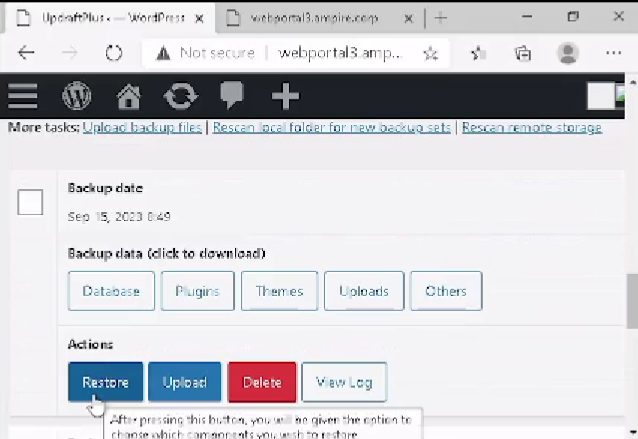 UpdraftPlus ‹ — WordPress
webportal3.ampire.corp
Not secure | webportal3.amp...
More tasks: Upload backup files | Rescan local folder for new backup sets | Rescan remote storage
Backup date
Sep 15, 2023 8:49
Backup data (click to download)
Database Plugins Themes Uploads Others
Actions
Restore Upload Delete View Log
After pressing this button, you will be given the option to
choose which components you wish to restore